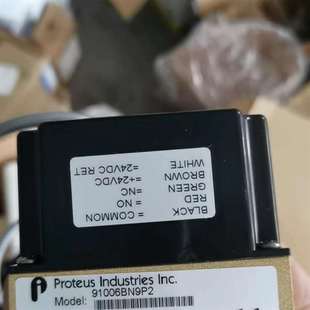 BLACK = COMMON
RED = NO
GREEN =NC
BROWN =+24VDC
WHITE =24VDC RET
Proteus Industries Inc.
Model: 91006BN9P2